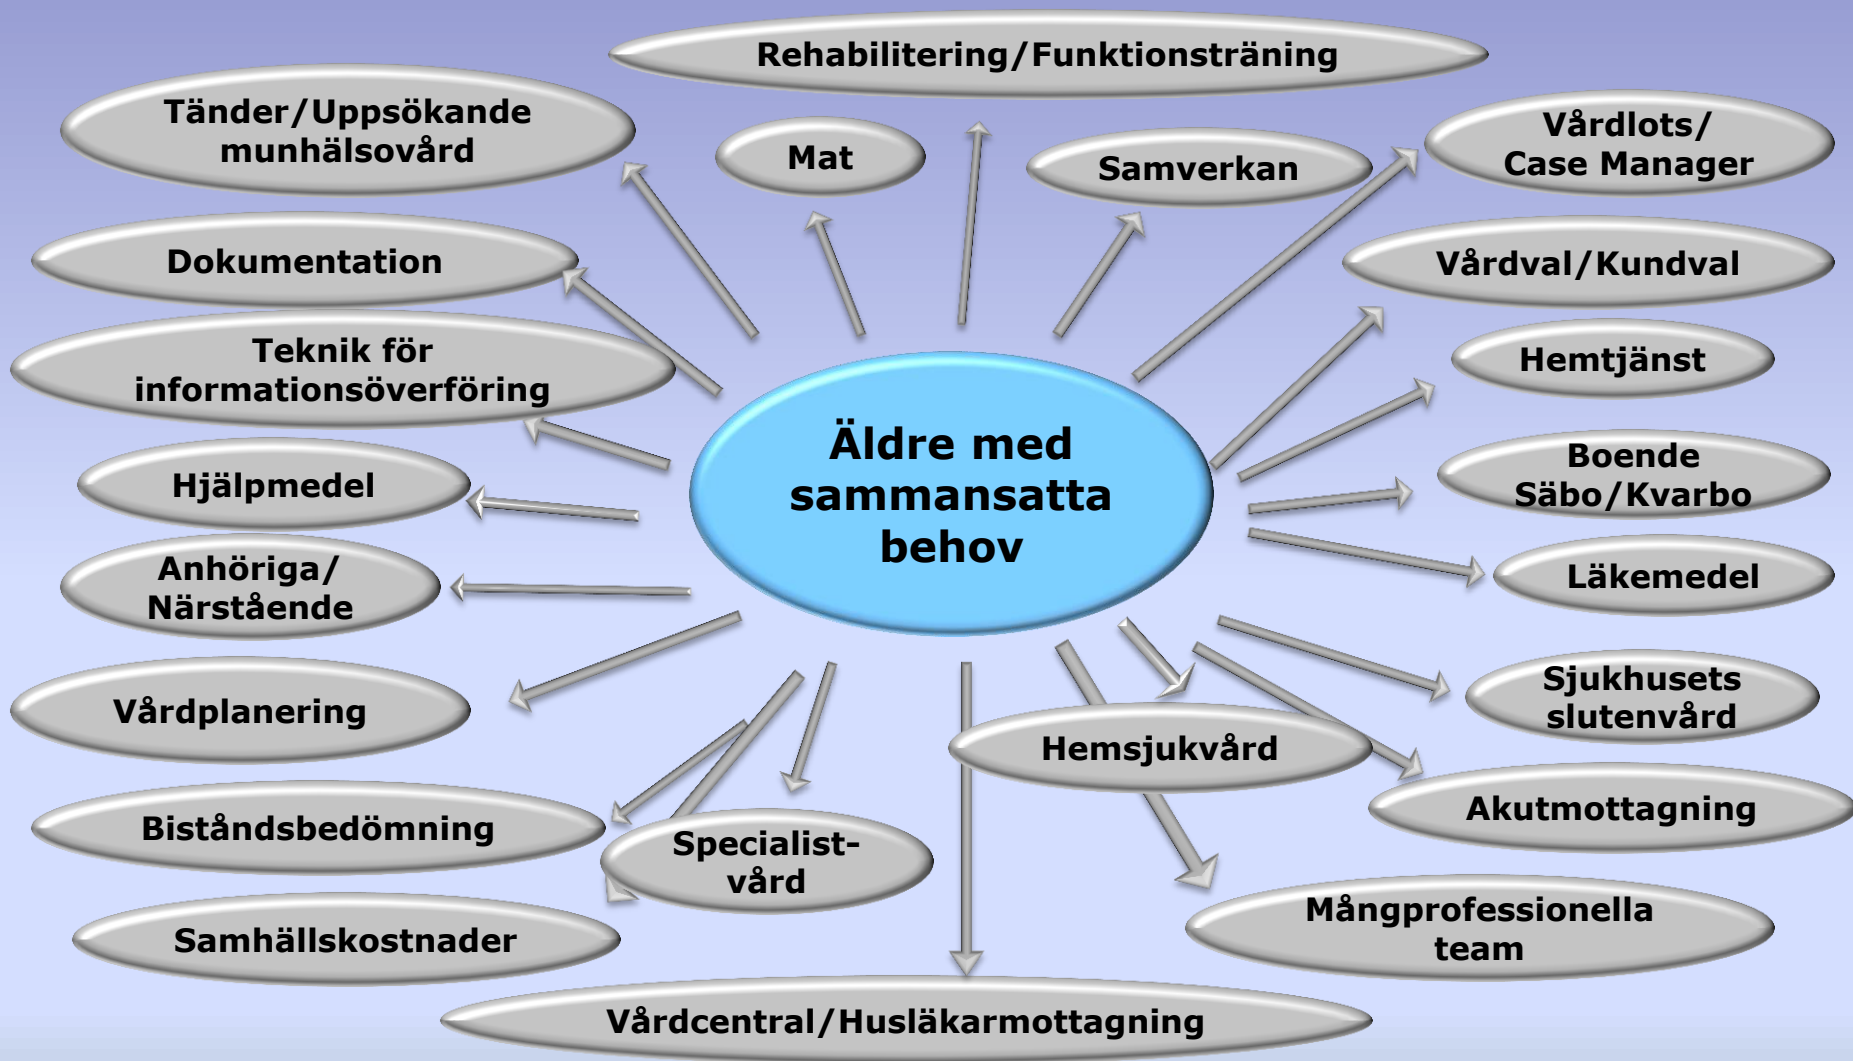 Rehabilitering/Funktionsträning
Tänder/Uppsökande
munhälsovård
Mat
Samverkan
Vårdlots/
Case Manager
Dokumentation
Vårdval/Kundval
Teknik för
informationsöverföring
Hemtjänst
Äldre med
sammansatta
behov
Hjälpmedel
Boende
Säbo/Kvarbo
Anhöriga/
Närstående
Läkemedel
Vårdplanering
Sjukhusets
slutenvård
Hemsjukvård
Akutmottagning
Biståndsbedömning
Specialist-
vård
Samhällskostnader
Mångprofessionella
team
Vårdcentral/Husläkarmottagning